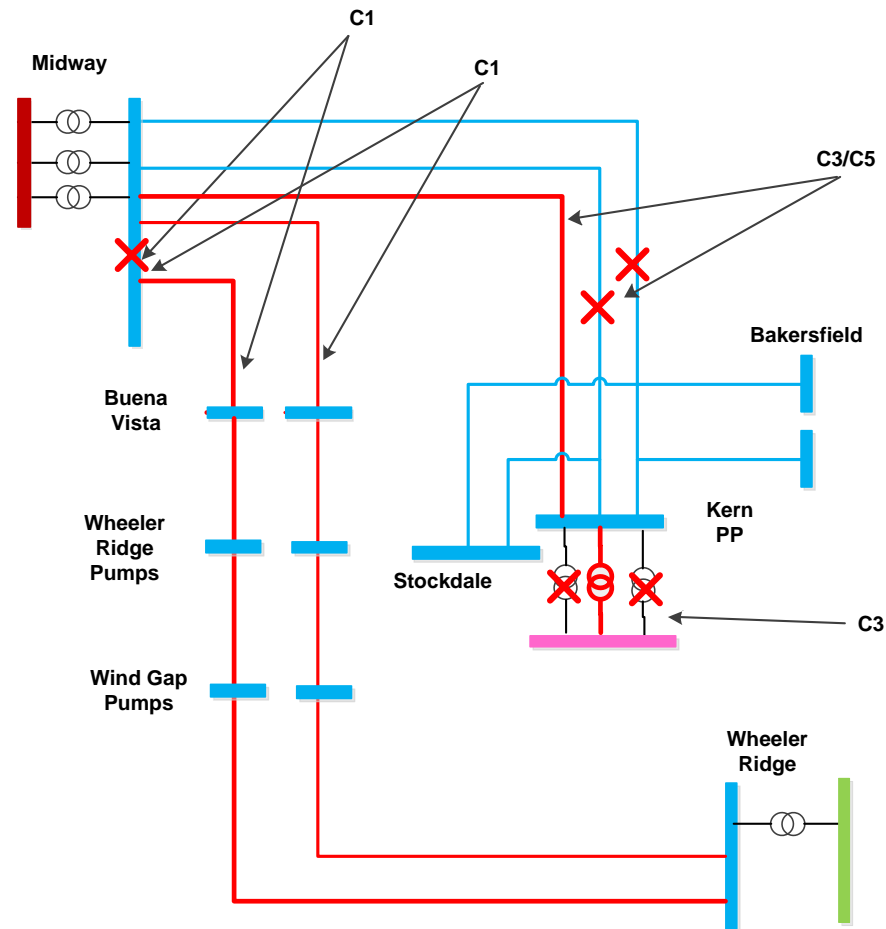 C1
Midway
C1
C3/C5
Bakersfield
Buena
Vista
Kern
PP
Wheeler
Ridge
Pumps
Stockdale
C3
Wind Gap
Pumps
Wheeler
Ridge